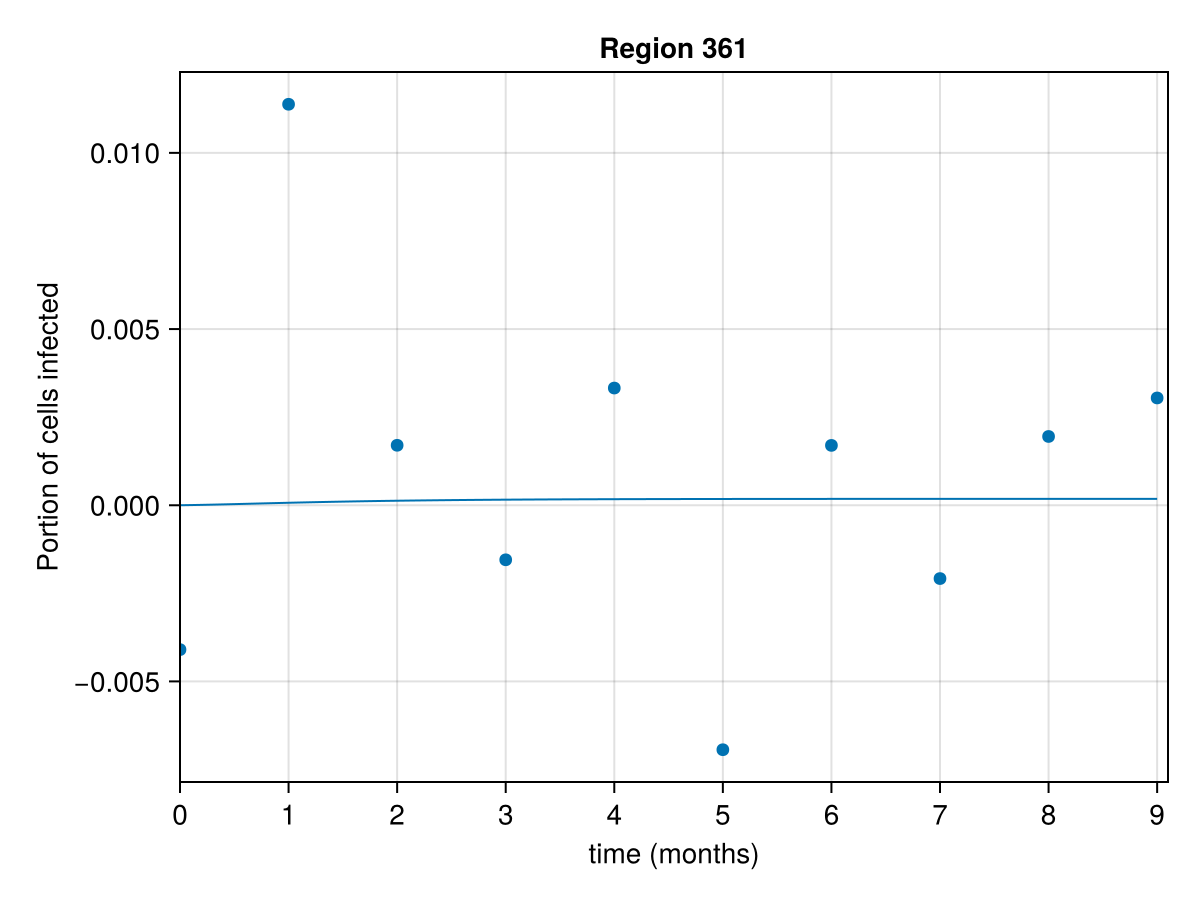 Region 361
Portion of cells infected
0.010
0.005
0.000
−0.005
0 1 2 3 4 5 6 7 8 9
time (months)